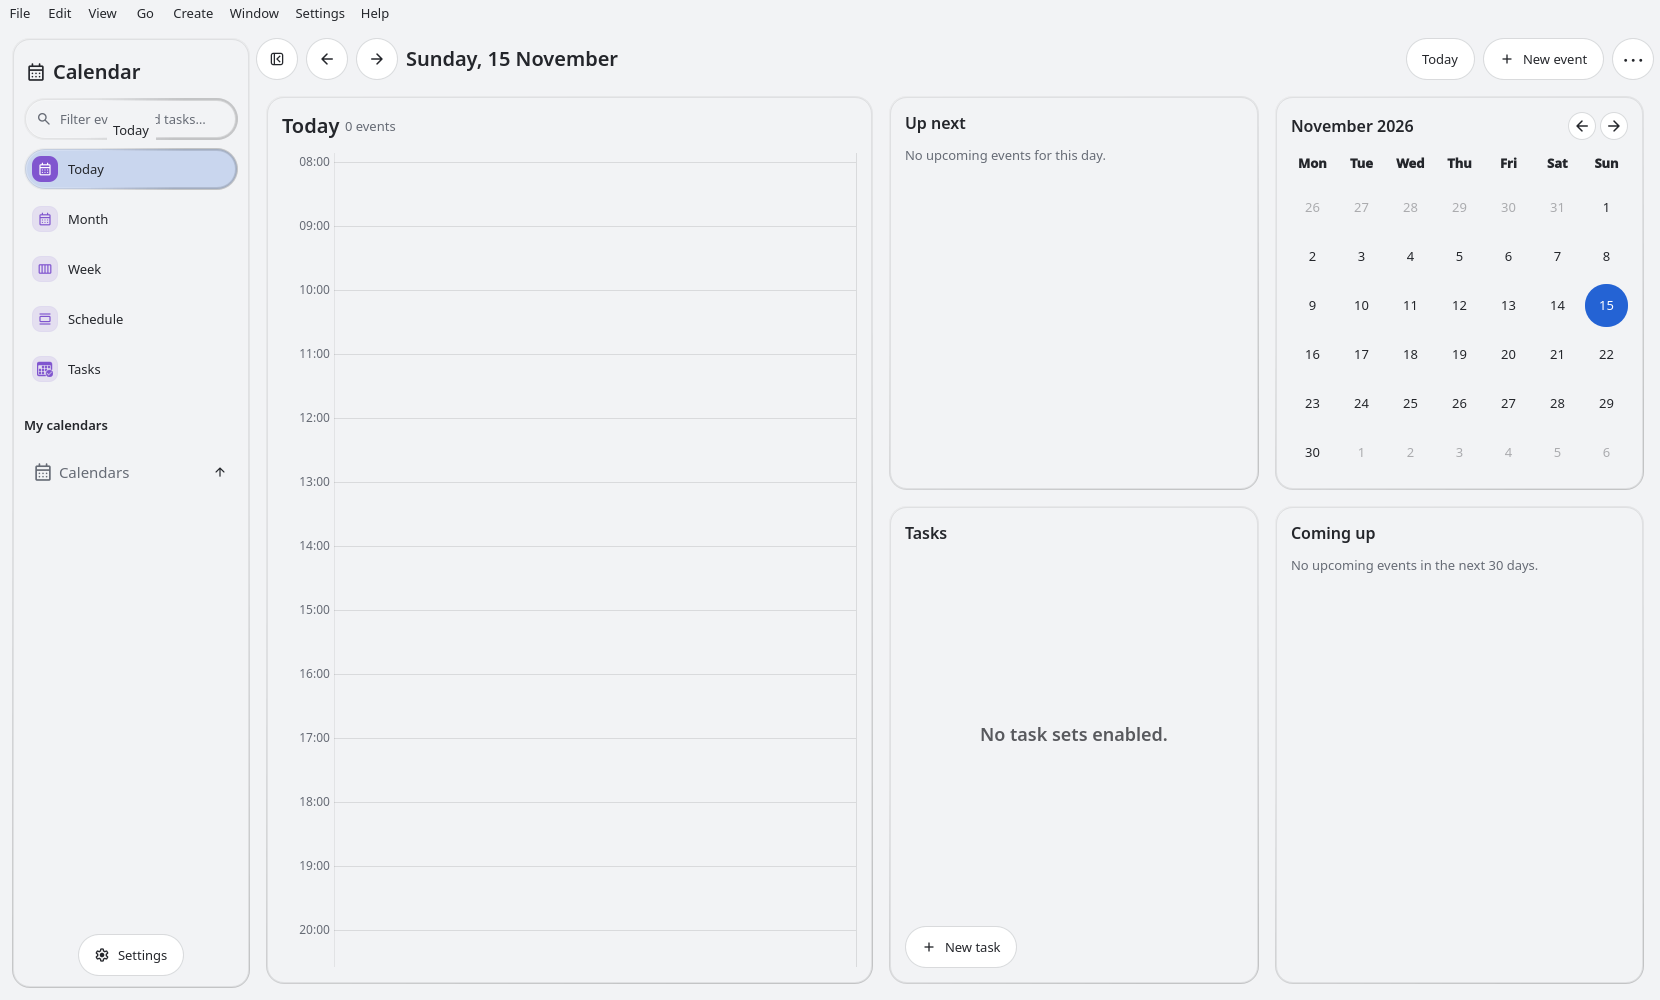 File Edit View Go Create Window Settings Help
Calendar
Filter ev d tasks...
Today
Today
Month
Week
Schedule
Tasks
My calendars
Calendars
Settings
Sunday, 15 November
Today
New event
Today 0 events
08:00
09:00
10:00
11:00
12:00
13:00
14:00
15:00
16:00
17:00
18:00
19:00
20:00
Up next
No upcoming events for this day.
November 2026
Mon Tue Wed Thu Fri Sat Sun
26 27 28 29 30 31 1
2 3 4 5 6 7 8
9 10 11 12 13 14 15
16 17 18 19 20 21 22
23 24 25 26 27 28 29
30 1 2 3 4 5 6
Tasks
No task sets enabled.
New task
Coming up
No upcoming events in the next 30 days.